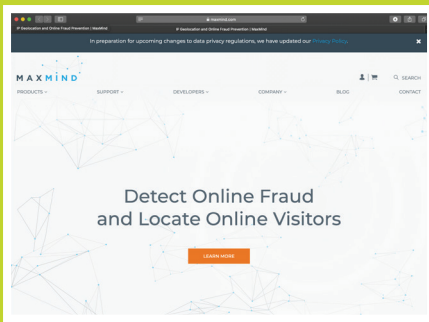 maxmind.com
IP Geolocation and Online Fraud Prevention | MaxMind
IP Geolocation and Online Fraud Prevention | MaxMind
In preparation for upcoming changes to data privacy regulations, we have updated our Privacy Policy.
MAXMIND
SEARCH
PRODUCTS
SUPPORT
DEVELOPERS
COMPANY
BLOG
CONTACT
Detect Online Fraud
and Locate Online Visitors
LEARN MORE